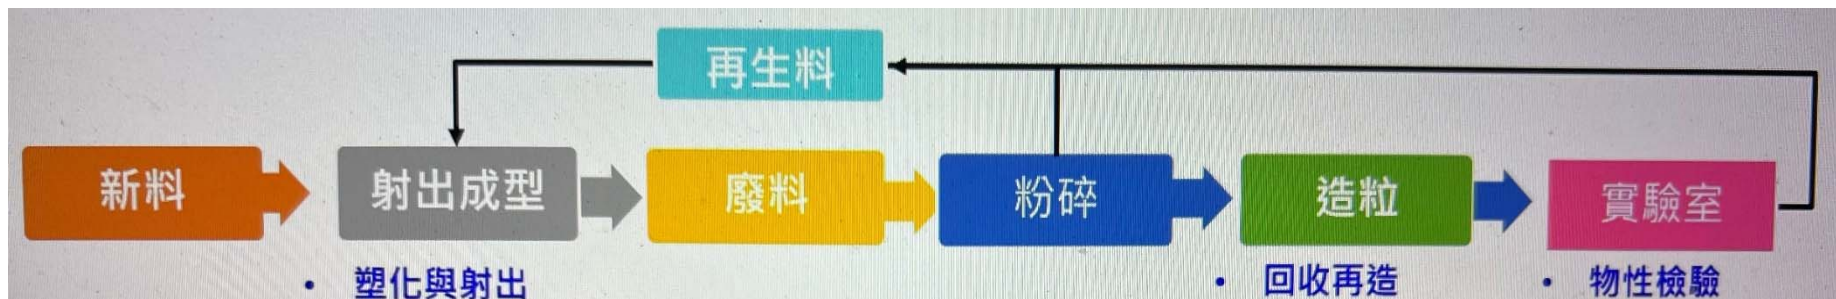 再生料
新料
射出成型
廢料
粉碎
造粒
實驗室
• 塑化與射出
• 回收再造
• 物性檢驗